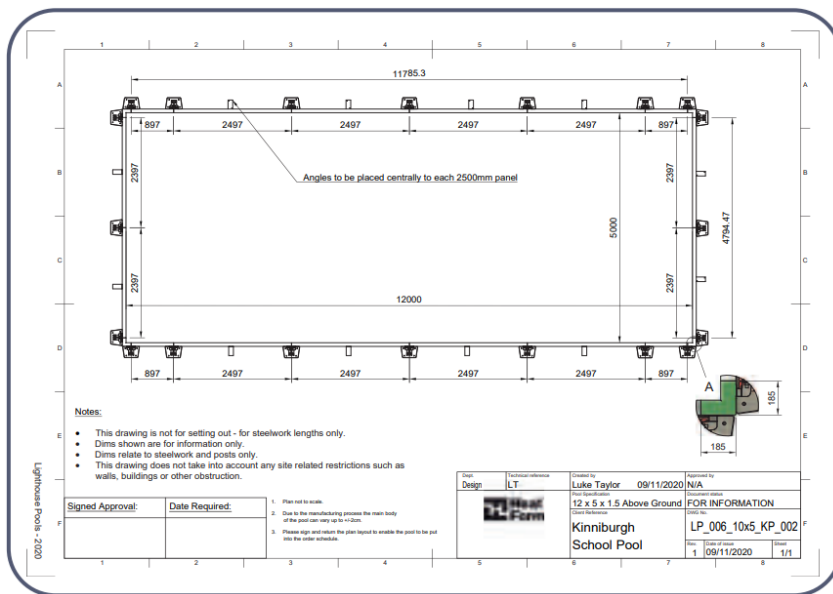 1 2 3 4 5 6 7 8
A
B
C
D
E
F
A
B
C
D
E
F
11785.3
897 2497 2497 2497 2497 897
2397
2397
Angles to be placed centrally to each 2500mm panel
5000
2397
2397
4794.47
12000
897 2497 2497 2497 2497 897
A
185
185
Notes:
• This drawing is not for setting out - for steelwork lengths only.
• Dims shown are for information only.
• Dims relate to steelwork and posts only.
• This drawing does not take into account any site related restrictions such as
walls, buildings or other obstruction.
Lighthouse Pools - 2020
Signed Approval: Date Required:
1. Plan not to scale.
2. Due to the manufacturing process the main body
of the pool can vary up to +/-2cm.
3. Please sign and return the plan layout to enable the pool to be put
into the order schedule.
Dept
Design
Technical reference
LT
Created by
Luke Taylor 09/11/2020
Approved by
N/A
Heat
Form
Pool Specification
12 x 5 x 1.5 Above Ground
Document status
FOR INFORMATION
Client Reference
Kinniburgh
School Pool
DWG No.
LP_006_10x5_KP_002
Rev
1
Date of issue
09/11/2020
Sheet
1/1
1 2 3 4 5 6 7 8